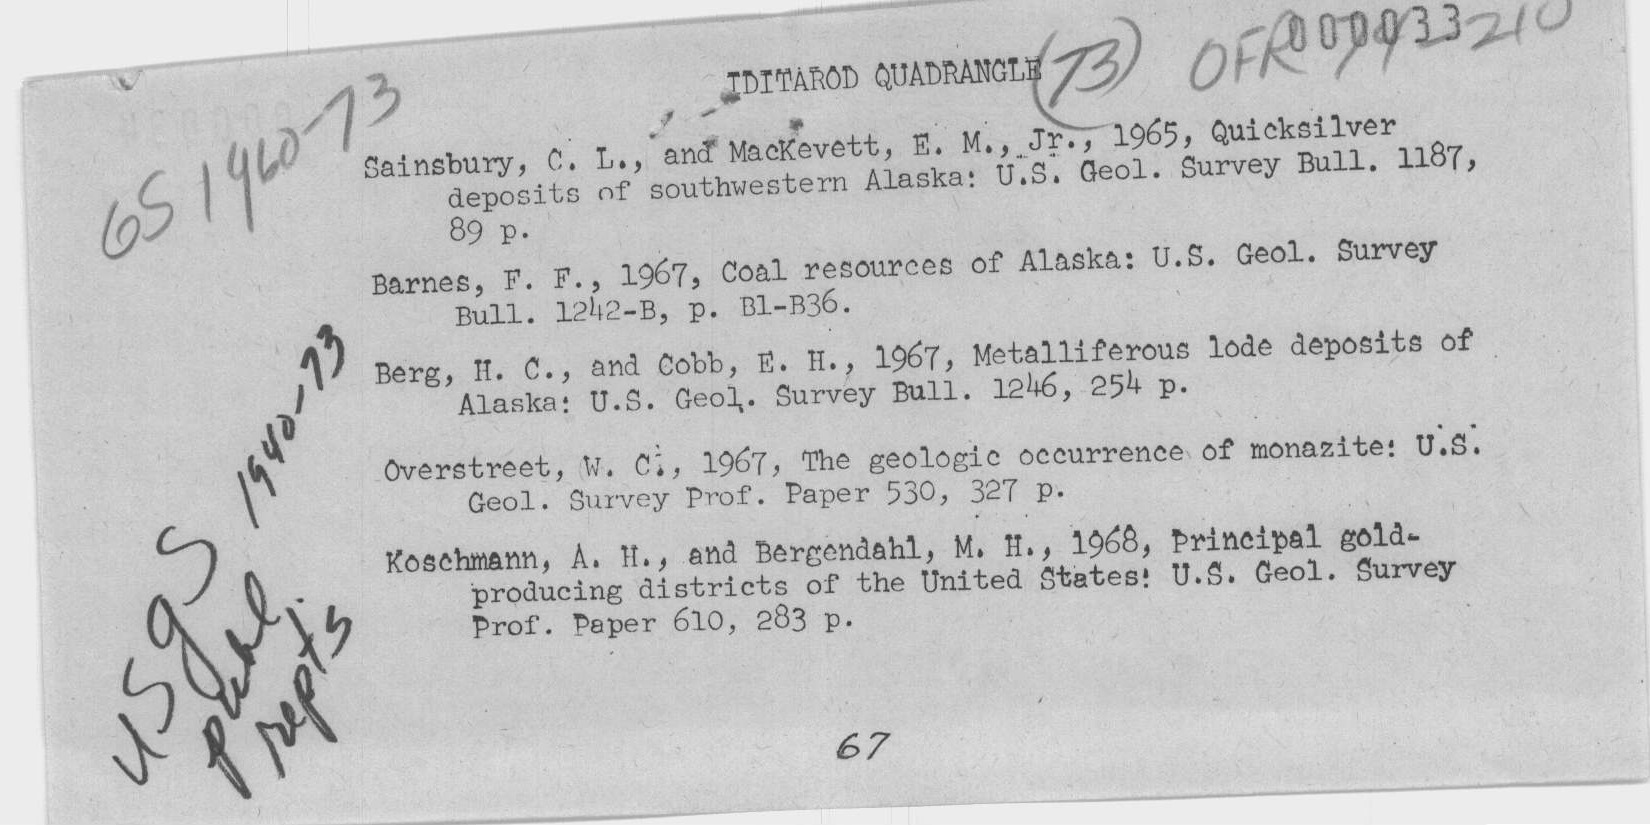 IDITAROD QUADRANGLE (73) OFR 210
000033
GS 1960-73
Sainsbury, C. L., and MacKevett, E. M., Jr., 1965, Quicksilver
deposits of southwestern Alaska: U.S. Geol. Survey Bull. 1187,
89 p.
Barnes, F. F., 1967, Coal resources of Alaska: U.S. Geol. Survey
Bull. 1242-B, p. B1-B36.
Berg, H. C., and Cobb, E. H., 1967, Metalliferous lode deposits of
Alaska: U.S. Geol. Survey Bull. 1246, 254 p.
Overstreet, W. C., 1967, The geologic occurrence of monazite: U.S.
Geol. Survey Prof. Paper 530, 327 p.
Koschmann, A. H., and Bergendahl, M. H., 1968, Principal gold-
producing districts of the United States: U.S. Geol. Survey
Prof. Paper 610, 283 p.
USGS 1940-73
publ.
repts
67